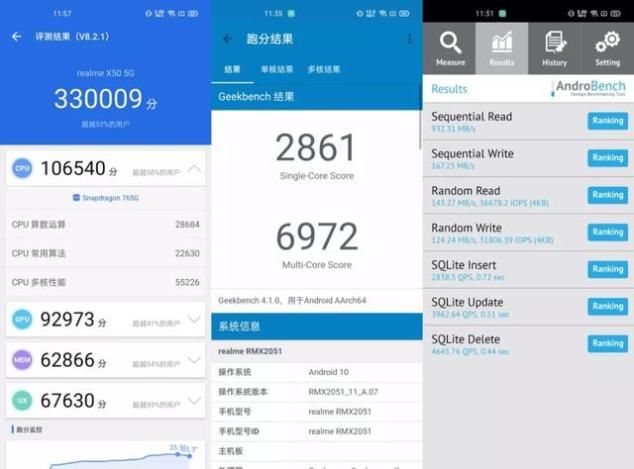 11:57
评测结果（V8.2.1）
realme X50 5G
330009 分
超越52%的用户
CPU 106540 分 超越58%的用户
Snapdragon 765G
CPU 算数运算 28684
CPU 常用算法 22630
CPU 多核性能 55226
GPU 92973 分 超越41%的用户
MEM 62866 分 超越54%的用户
UX 67630 分 超越93%的用户
跑分监控
11:35
跑分结果
结果 单核结果 多核结果
Geekbench 结果
2861
Single-Core Score
6972
Multi-Core Score
Geekbench 4.1.0，用于Android AArch64
系统信息
realme RMX2051
操作系统 Android 10
操作系统版本 RMX2051_11_A.07
手机型号 realme RMX2051
手机型号ID realme RMX2051
主机板
11:31
Measure Results History Setting
Results
AndroBench
Storage Benchmarking Tool
Sequential Read
932.31 MB/s
Ranking
Sequential Write
167.23 MB/s
Ranking
Random Read
143.27 MB/s, 36678.2 IOPS (4KB)
Ranking
Random Write
124.24 MB/s, 31806.39 IOPS (4KB)
Ranking
SQLite Insert
2838.5 QPS, 0.72 sec
Ranking
SQLite Update
3962.64 QPS, 0.51 sec
Ranking
SQLite Delete
4645.76 QPS, 0.44 sec
Ranking